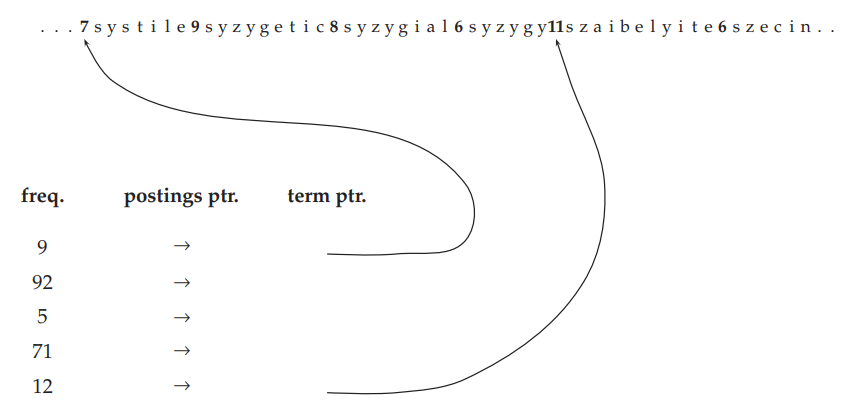 . . . 7 s y s t i l e 9 s y z y g e t i c 8 s y z y g i a l 6 s y z y g y 11 s z a i b e l y i t e 6 s z e c i n . .
freq. postings ptr. term ptr.
9 →
92 →
5 →
71 →
12 →